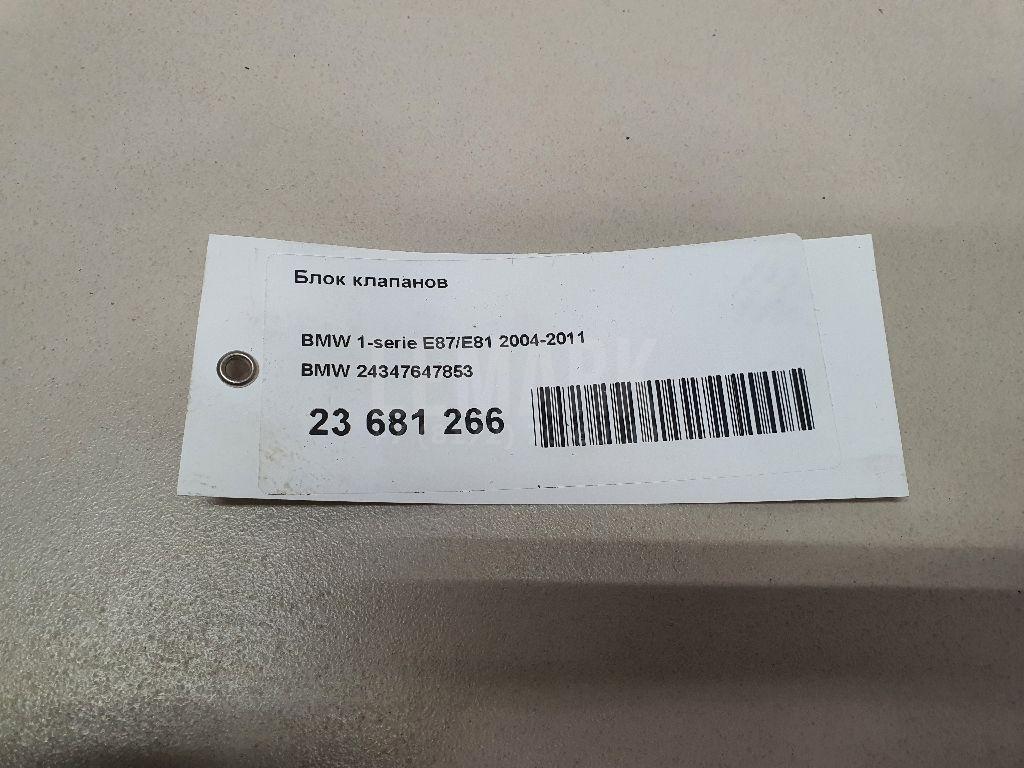 Блок клапанов
BMW 1-serie E87/E81 2004-2011
BMW 24347647853
23 681 266